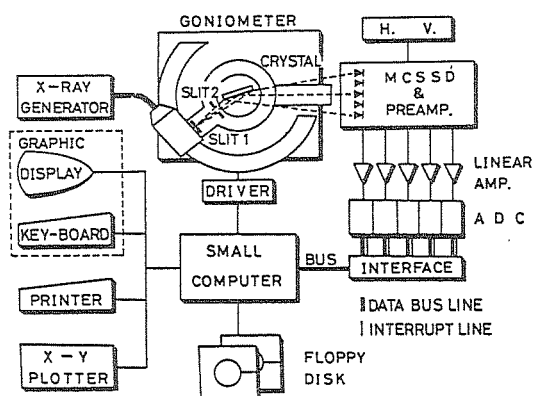 GONIOMETER
H. V.
CRYSTAL
X-RAY
GENERATOR
SLIT2
SLIT 1
MCSSD
&
PREAMP.
GRAPHIC
DISPLAY
KEY-BOARD
DRIVER
LINEAR
AMP.
A D C
SMALL
COMPUTER
BUS
INTERFACE
PRINTER
DATA BUS LINE
INTERRUPT LINE
X-Y
PLOTTER
FLOPPY
DISK